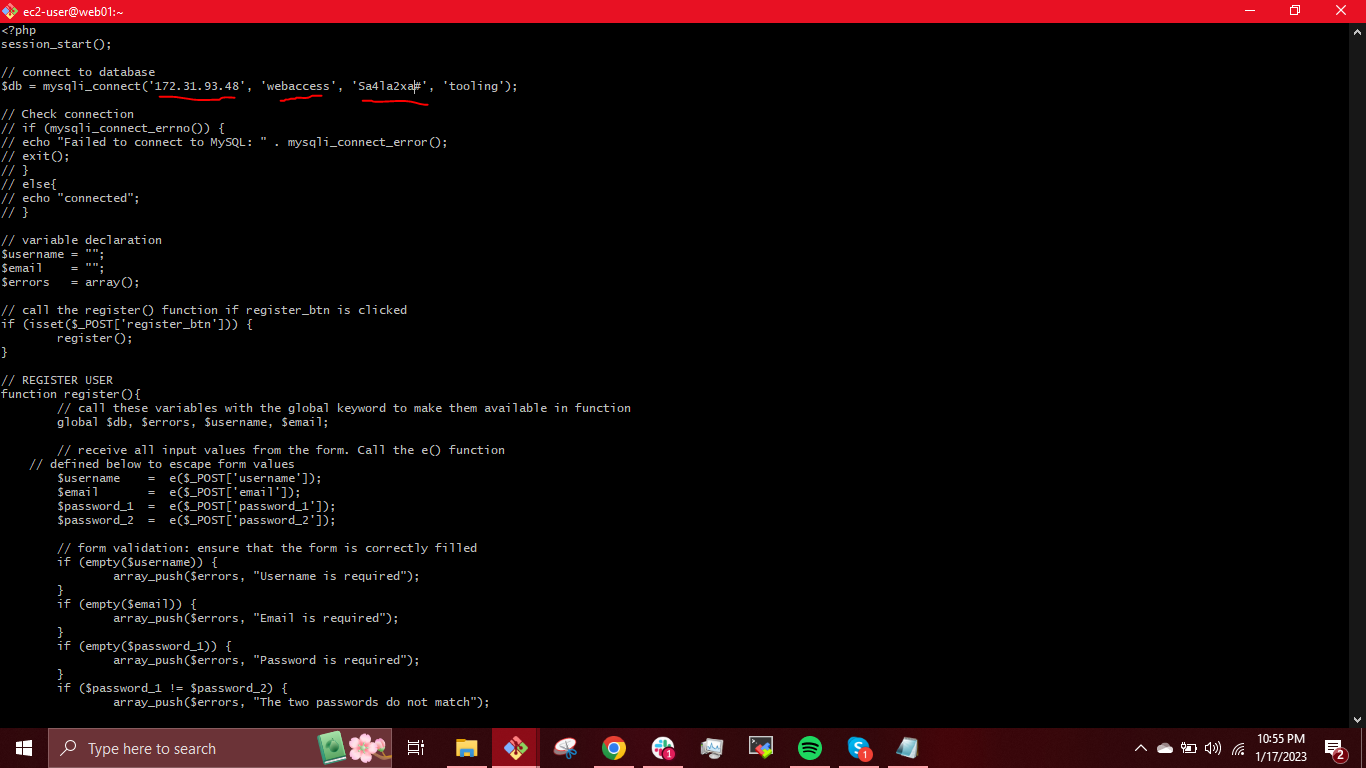 ec2-user@web01:~
<?php
session_start();
// connect to database
$db = mysqli_connect('172.31.93.48', 'webaccess', 'Sa4la2xa#', 'tooling');
// Check connection
// if (mysqli_connect_errno()) {
// echo "Failed to connect to MySQL: " . mysqli_connect_error();
// exit();
// }
// else{
// echo "connected";
// }
// variable declaration
$username = "";
$email    = "";
$errors   = array();
// call the register() function if register_btn is clicked
if (isset($_POST['register_btn'])) {
        register();
}
// REGISTER USER
function register(){
        // call these variables with the global keyword to make them available in function
        global $db, $errors, $username, $email;
        // receive all input values from the form. Call the e() function
    // defined below to escape form values
        $username    =  e($_POST['username']);
        $email       =  e($_POST['email']);
        $password_1  =  e($_POST['password_1']);
        $password_2  =  e($_POST['password_2']);
        // form validation: ensure that the form is correctly filled
        if (empty($username)) {
                array_push($errors, "Username is required");
        }
        if (empty($email)) {
                array_push($errors, "Email is required");
        }
        if (empty($password_1)) {
                array_push($errors, "Password is required");
        }
        if ($password_1 != $password_2) {
                array_push($errors, "The two passwords do not match");
Type here to search
1
1
10:55 PM
1/17/2023
2